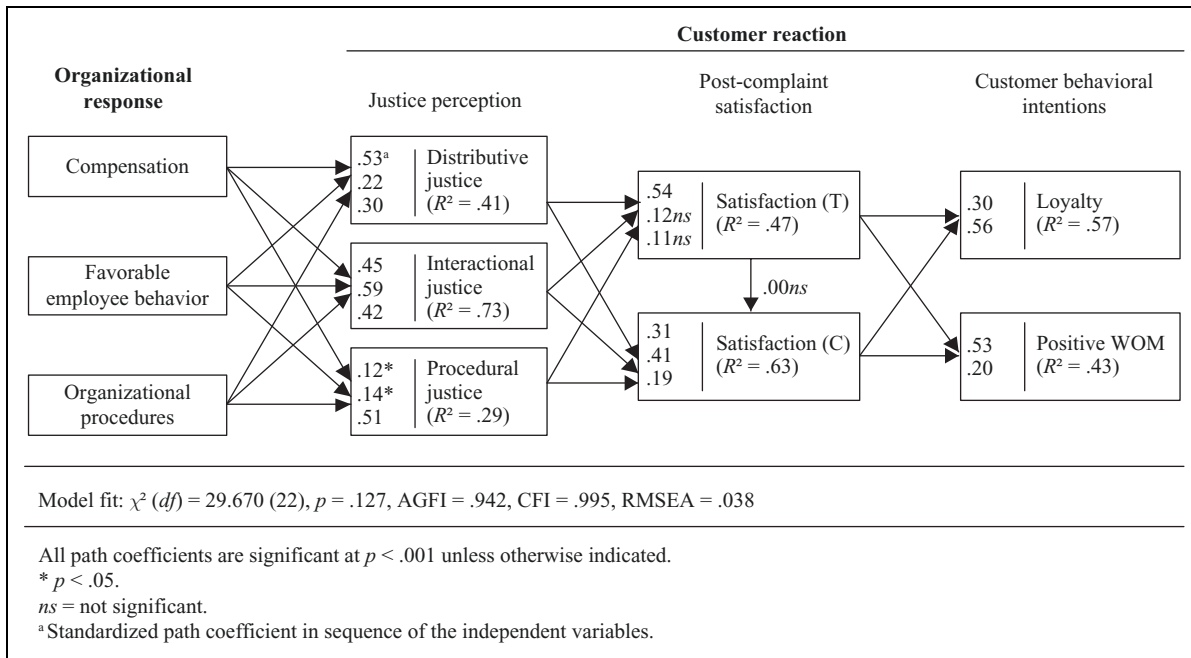 Customer reaction
Organizational
response
Justice perception
Post-complaint
satisfaction
Customer behavioral
intentions
Compensation
Favorable
employee behavior
Organizational
procedures
.53ᵃ
.22
.30
Distributive
justice
(R² = .41)
.45
.59
.42
Interactional
justice
(R² = .73)
.12*
.14*
.51
Procedural
justice
(R² = .29)
.54
.12ns
.11ns
Satisfaction (T)
(R² = .47)
.00ns
.31
.41
.19
Satisfaction (C)
(R² = .63)
.30
.56
Loyalty
(R² = .57)
.53
.20
Positive WOM
(R² = .43)
Model fit: χ² (df) = 29.670 (22), p = .127, AGFI = .942, CFI = .995, RMSEA = .038
All path coefficients are significant at p < .001 unless otherwise indicated.
* p < .05.
ns = not significant.
ᵃ Standardized path coefficient in sequence of the independent variables.